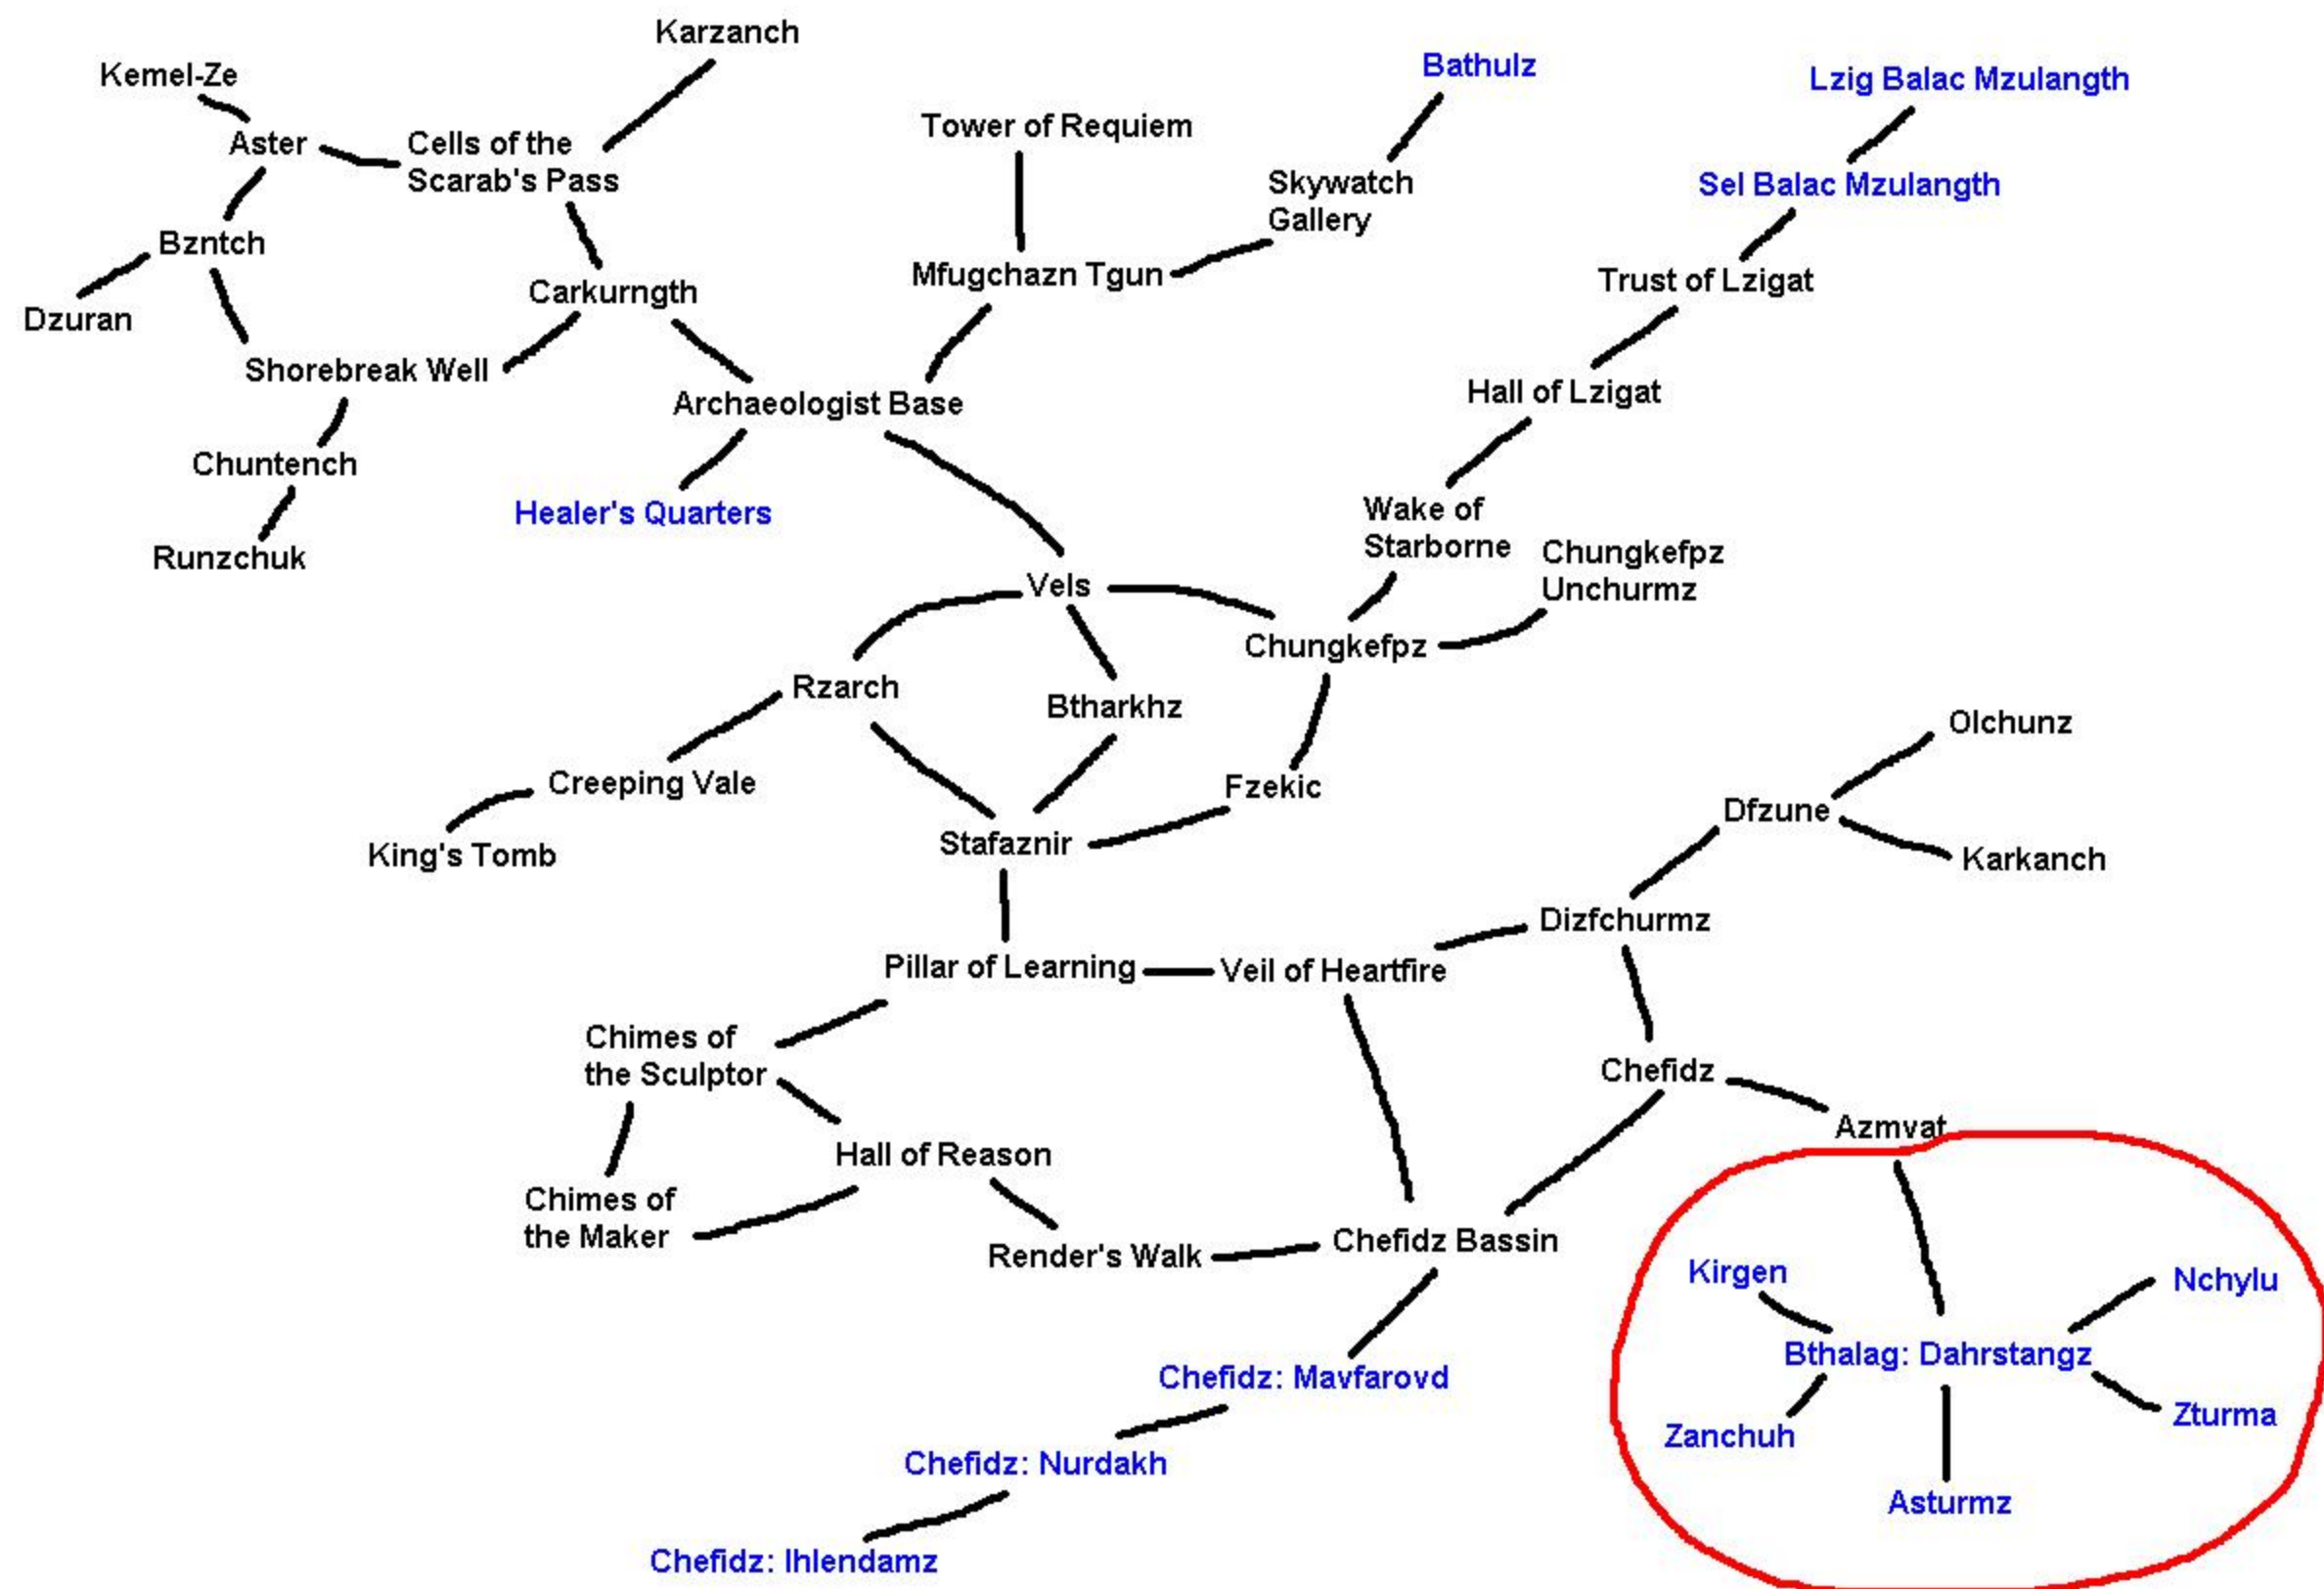 Karzanch
Kemel-Ze
Bathulz
Lzig Balac Mzulangth
Tower of Requiem
Aster
Cells of the
Scarab's Pass
Skywatch
Gallery
Sel Balac Mzulangth
Bzntch
Mfugchazn Tgun
Trust of Lzigat
Carkurngth
Dzuran
Shorebreak Well
Archaeologist Base
Hall of Lzigat
Chuntench
Healer's Quarters
Wake of
Starborne
Runzchuk
Chungkefpz
Unchurmz
Vels
Chungkefpz
Rzarch
Btharkhz
Olchunz
Creeping Vale
Fzekic
Dfzune
King's Tomb
Stafaznir
Karkanch
Dizfchurmz
Pillar of Learning
Veil of Heartfire
Chimes of
the Sculptor
Chefidz
Azmvat
Hall of Reason
Chimes of
the Maker
Render's Walk
Chefidz Bassin
Kirgen
Nchylu
Bthalag: Dahrstangz
Chefidz: Mavfarovd
Zanchuh
Zturma
Chefidz: Nurdakh
Asturmz
Chefidz: Ihlendamz